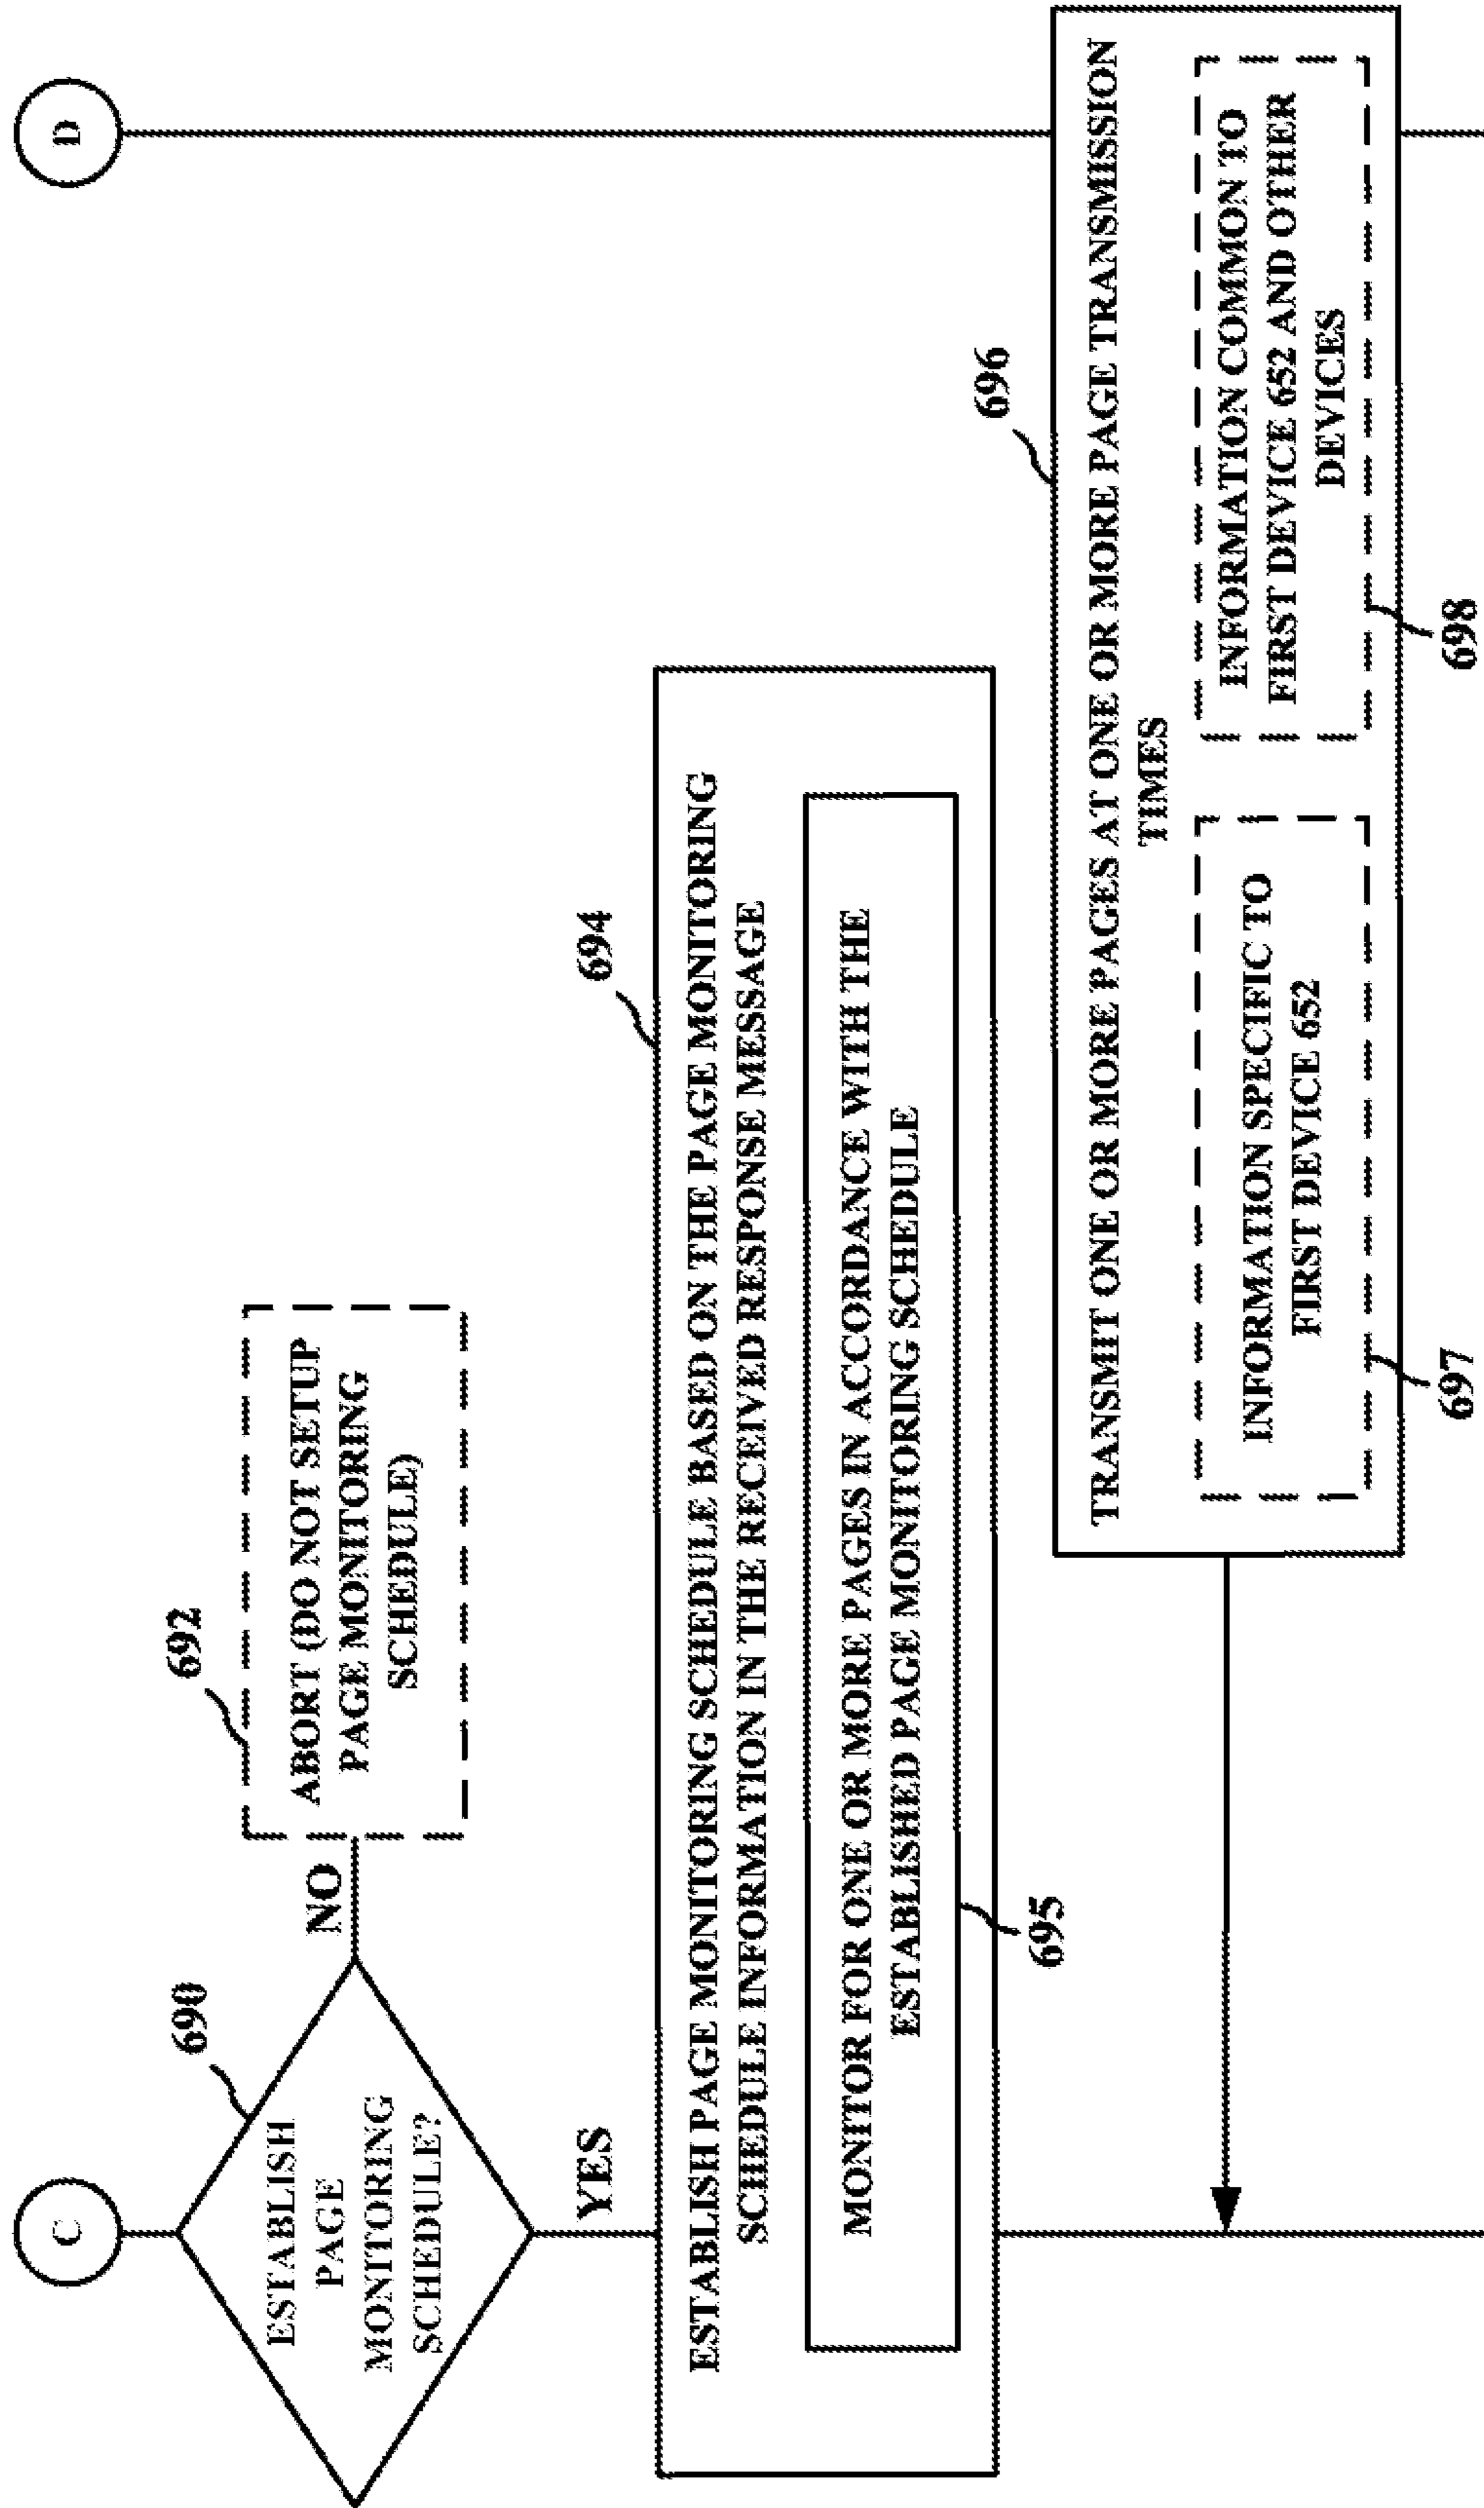 C
D
690
ESTABLISH
PAGE
MONITORING
SCHEDULE?
NO
692
ABORT (DO NOT SETUP
PAGE MONITORING
SCHEDULE)
YES
694
ESTABLISH PAGE MONITORING SCHEDULE BASED ON THE PAGE MONITORING
SCHEDULE INFORMATION IN THE RECEIVED RESPONSE MESSAGE
MONITOR FOR ONE OR MORE PAGES IN ACCORDANCE WITH THE
ESTABLISHED PAGE MONITORING SCHEDULE
695
696
TRANSMIT ONE OR MORE PAGES AT ONE OR MORE PAGE TRANSMISSION
TIMES
INFORMATION SPECIFIC TO
FIRST DEVICE 652
697
INFORMATION COMMON TO
FIRST DEVICE 652 AND OTHER
DEVICES
698